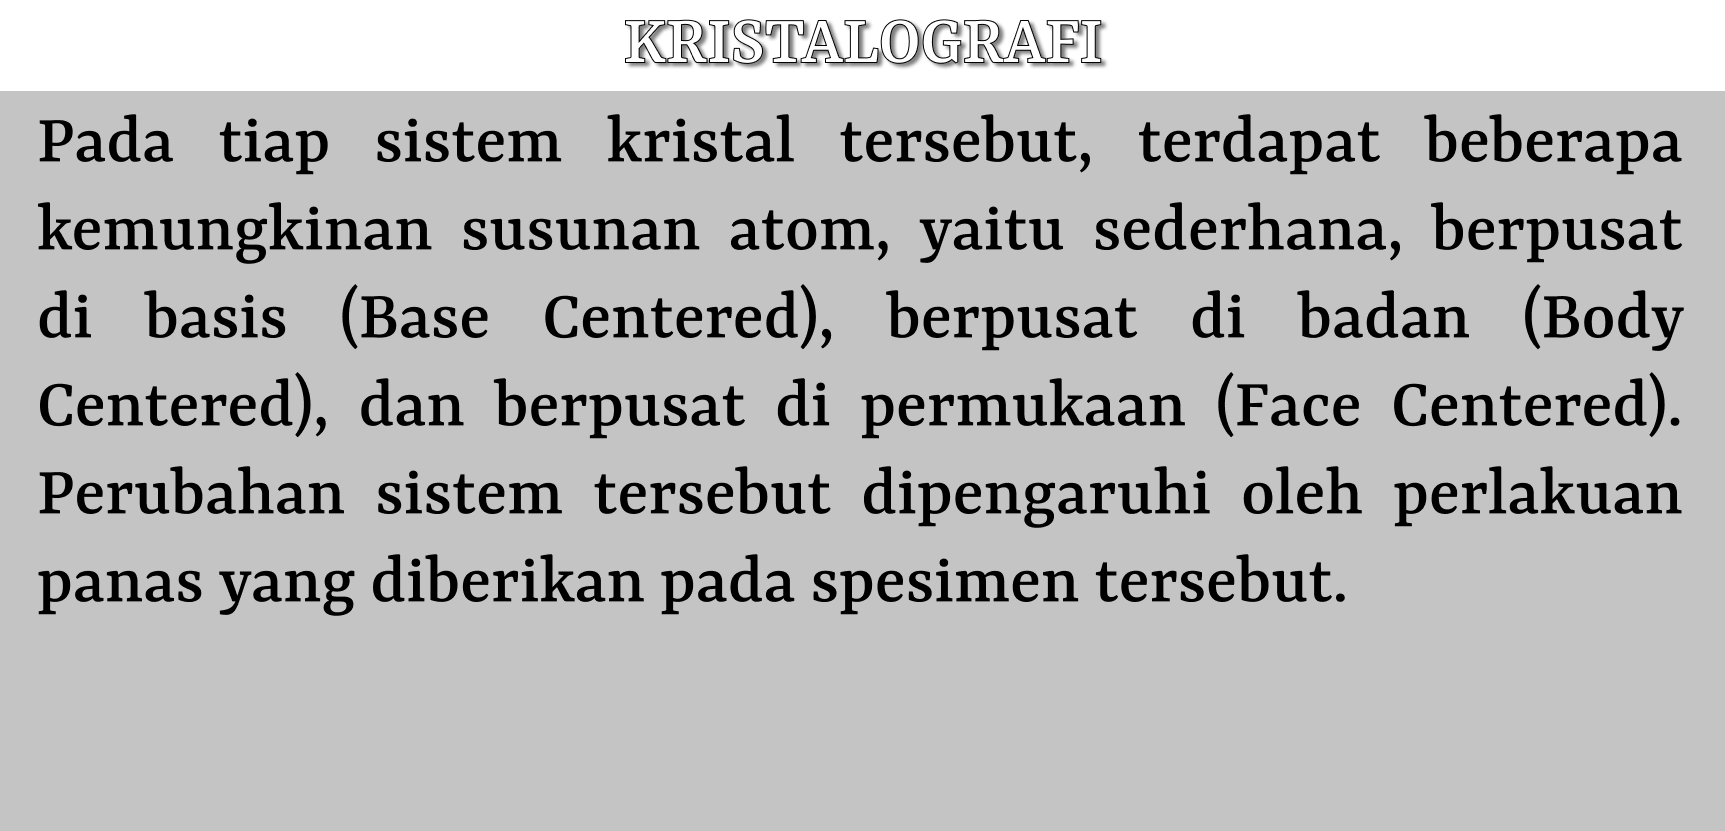 KRISTALOGRAFI
Pada tiap sistem kristal tersebut, terdapat beberapa
kemungkinan susunan atom, yaitu sederhana, berpusat
di basis (Base Centered), berpusat di badan (Body
Centered), dan berpusat di permukaan (Face Centered).
Perubahan sistem tersebut dipengaruhi oleh perlakuan
panas yang diberikan pada spesimen tersebut.